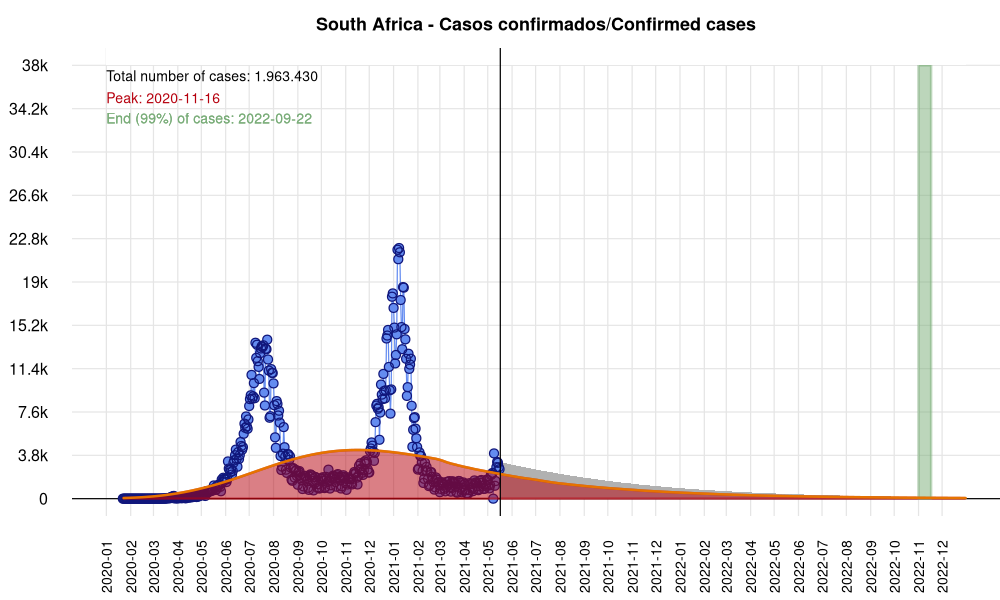 South Africa - Casos confirmados/Confirmed cases
Total number of cases: 1.963.430
Peak: 2020-11-16
End (99%) of cases: 2022-09-22
38k
34.2k
30.4k
26.6k
22.8k
19k
15.2k
11.4k
7.6k
3.8k
0
2020-01
2020-02
2020-03
2020-04
2020-05
2020-06
2020-07
2020-08
2020-09
2020-10
2020-11
2020-12
2021-01
2021-02
2021-03
2021-04
2021-05
2021-06
2021-07
2021-08
2021-09
2021-10
2021-11
2021-12
2022-01
2022-02
2022-03
2022-04
2022-05
2022-06
2022-07
2022-08
2022-09
2022-10
2022-11
2022-12